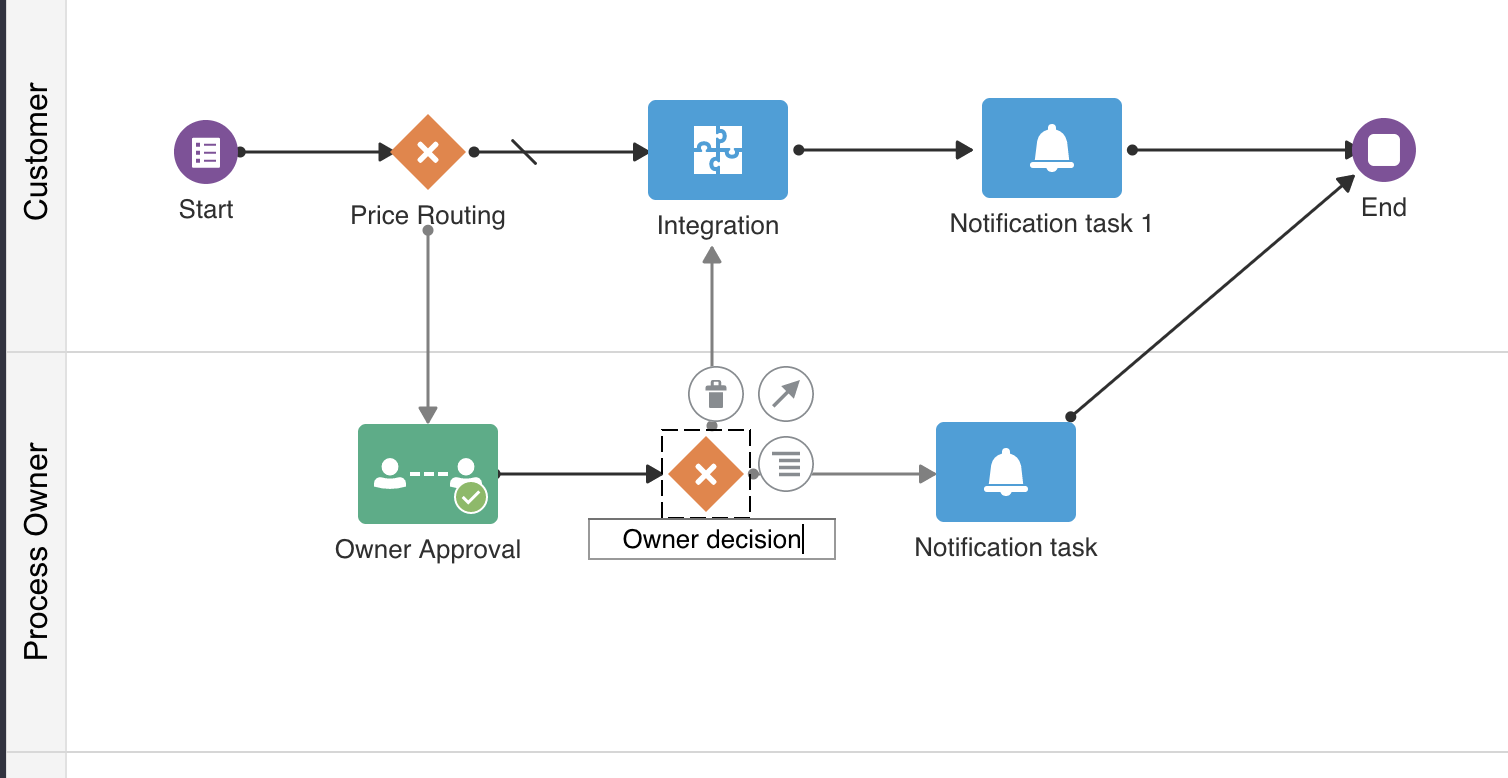 Customer
Start
Price Routing
Integration
Notification task 1
End
Process Owner
Owner Approval
Owner decision
Notification task